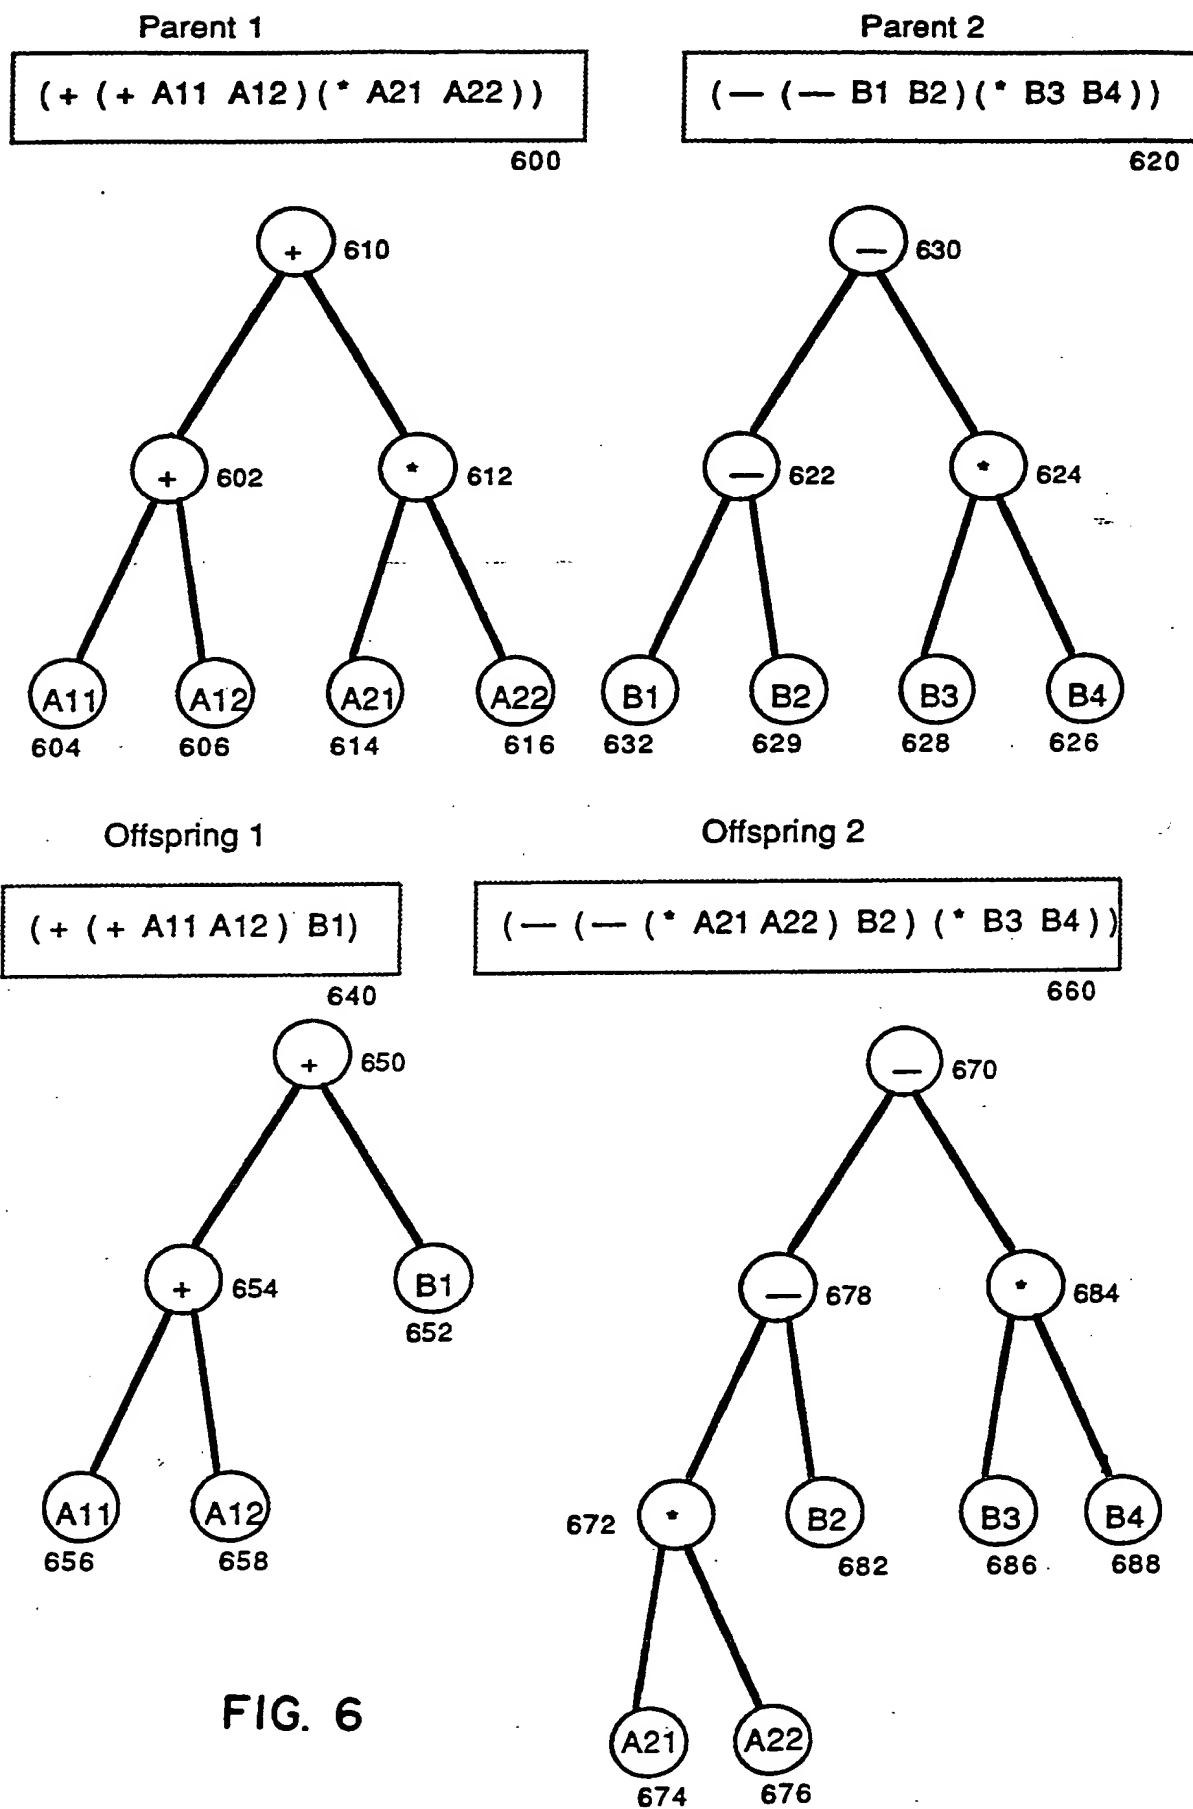 Parent 1 Parent 2
(+ (+ A11 A12)(* A21 A22)) (— (— B1 B2)(* B3 B4))
600 620
+ 610 — 630
+ 602 * 612 — 622 * 624
A11 A12 A21 A22 B1 B2 B3 B4
604 606 614 616 632 629 628 626
Offspring 1 Offspring 2
(+ (+ A11 A12) B1) (— (— (* A21 A22) B2) (* B3 B4))
640 660
+ 650 — 670
+ 654 B1 — 678 * 684
652
A11 A12 672 * B2 B3 B4
656 658 682 686 688
FIG. 6
A21 A22
674 676